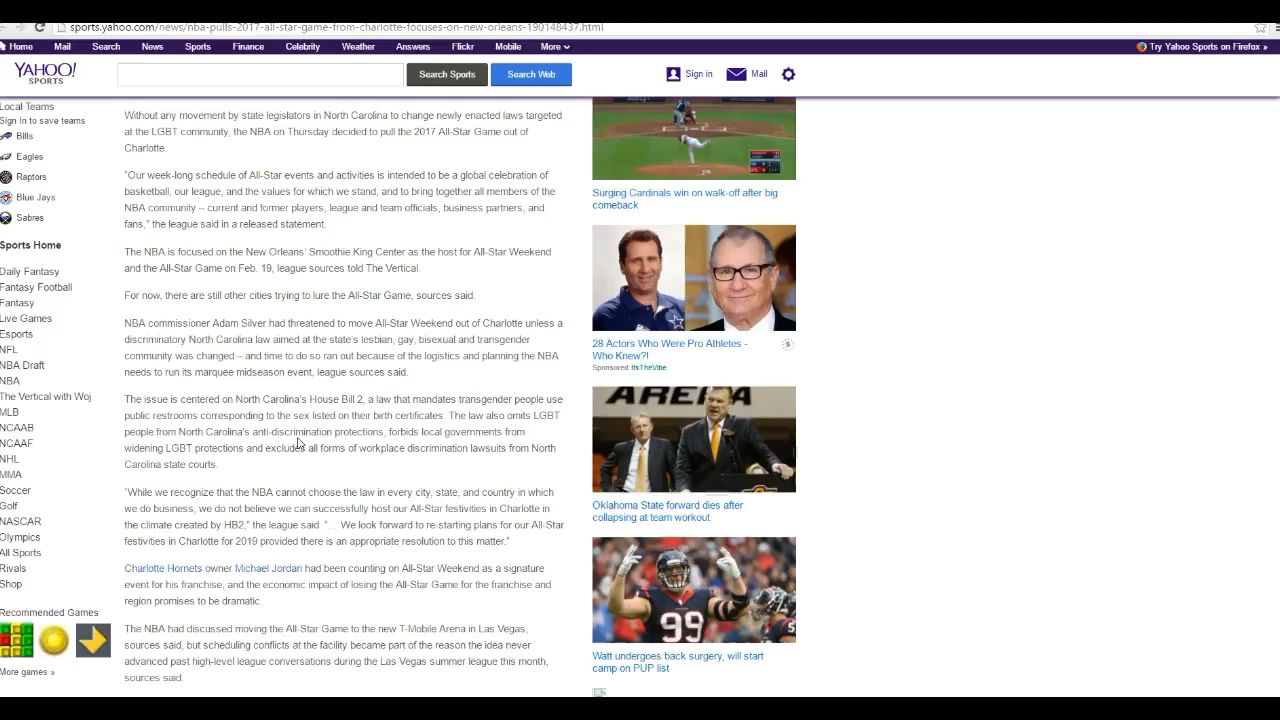 sports.yahoo.com/news/nba-pulls-2017-all-star-game-from-charlotte-focuses-on-new-orleans-190148437.html
Home Mail Search News Sports Finance Celebrity Weather Answers Flickr Mobile More
Try Yahoo Sports on Firefox »
YAHOO!
SPORTS
Search Sports
Search Web
Sign in
Mail
Local Teams
Sign In to save teams
Bills
Eagles
Raptors
Blue Jays
Sabres
Sports Home
Daily Fantasy
Fantasy Football
Fantasy
Live Games
Esports
NFL
NBA Draft
NBA
The Vertical with Woj
MLB
NCAAB
NCAAF
NHL
MMA
Soccer
Golf
NASCAR
Olympics
All Sports
Rivals
Shop
Recommended Games
More games »
Without any movement by state legislators in North Carolina to change newly enacted laws targeted
at the LGBT community, the NBA on Thursday decided to pull the 2017 All-Star Game out of
Charlotte.
"Our week-long schedule of All-Star events and activities is intended to be a global celebration of
basketball, our league, and the values for which we stand, and to bring together all members of the
NBA community – current and former players, league and team officials, business partners, and
fans," the league said in a released statement.
The NBA is focused on the New Orleans' Smoothie King Center as the host for All-Star Weekend
and the All-Star Game on Feb. 19, league sources told The Vertical.
For now, there are still other cities trying to lure the All-Star Game, sources said.
NBA commissioner Adam Silver had threatened to move All-Star Weekend out of Charlotte unless a
discriminatory North Carolina law aimed at the state's lesbian, gay, bisexual and transgender
community was changed – and time to do so ran out because of the logistics and planning the NBA
needs to run its marquee midseason event, league sources said.
The issue is centered on North Carolina's House Bill 2, a law that mandates transgender people use
public restrooms corresponding to the sex listed on their birth certificates. The law also omits LGBT
people from North Carolina's anti-discrimination protections, forbids local governments from
widening LGBT protections and excludes all forms of workplace discrimination lawsuits from North
Carolina state courts.
"While we recognize that the NBA cannot choose the law in every city, state, and country in which
we do business, we do not believe we can successfully host our All-Star festivities in Charlotte in
the climate created by HB2," the league said. "… We look forward to re-starting plans for our All-Star
festivities in Charlotte for 2019 provided there is an appropriate resolution to this matter."
Charlotte Hornets owner Michael Jordan had been counting on All-Star Weekend as a signature
event for his franchise, and the economic impact of losing the All-Star Game for the franchise and
region promises to be dramatic.
The NBA had discussed moving the All-Star Game to the new T-Mobile Arena in Las Vegas,
sources said, but scheduling conflicts at the facility became part of the reason the idea never
advanced past high-level league conversations during the Las Vegas summer league this month,
sources said.
Surging Cardinals win on walk-off after big
comeback
28 Actors Who Were Pro Athletes -
Who Knew?!
Sponsored ItsTheVibe
ARENA
Oklahoma State forward dies after
collapsing at team workout
99
Watt undergoes back surgery, will start
camp on PUP list